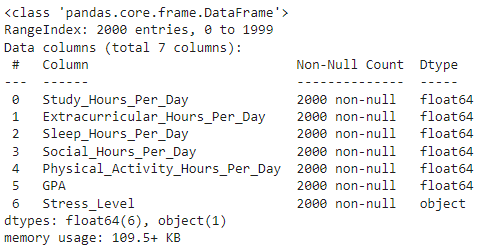 <class 'pandas.core.frame.DataFrame'>
RangeIndex: 2000 entries, 0 to 1999
Data columns (total 7 columns):
 #   Column                           Non-Null Count  Dtype
---  ------                           --------------  -----
 0   Study_Hours_Per_Day              2000 non-null   float64
 1   Extracurricular_Hours_Per_Day    2000 non-null   float64
 2   Sleep_Hours_Per_Day              2000 non-null   float64
 3   Social_Hours_Per_Day             2000 non-null   float64
 4   Physical_Activity_Hours_Per_Day  2000 non-null   float64
 5   GPA                              2000 non-null   float64
 6   Stress_Level                     2000 non-null   object
dtypes: float64(6), object(1)
memory usage: 109.5+ KB